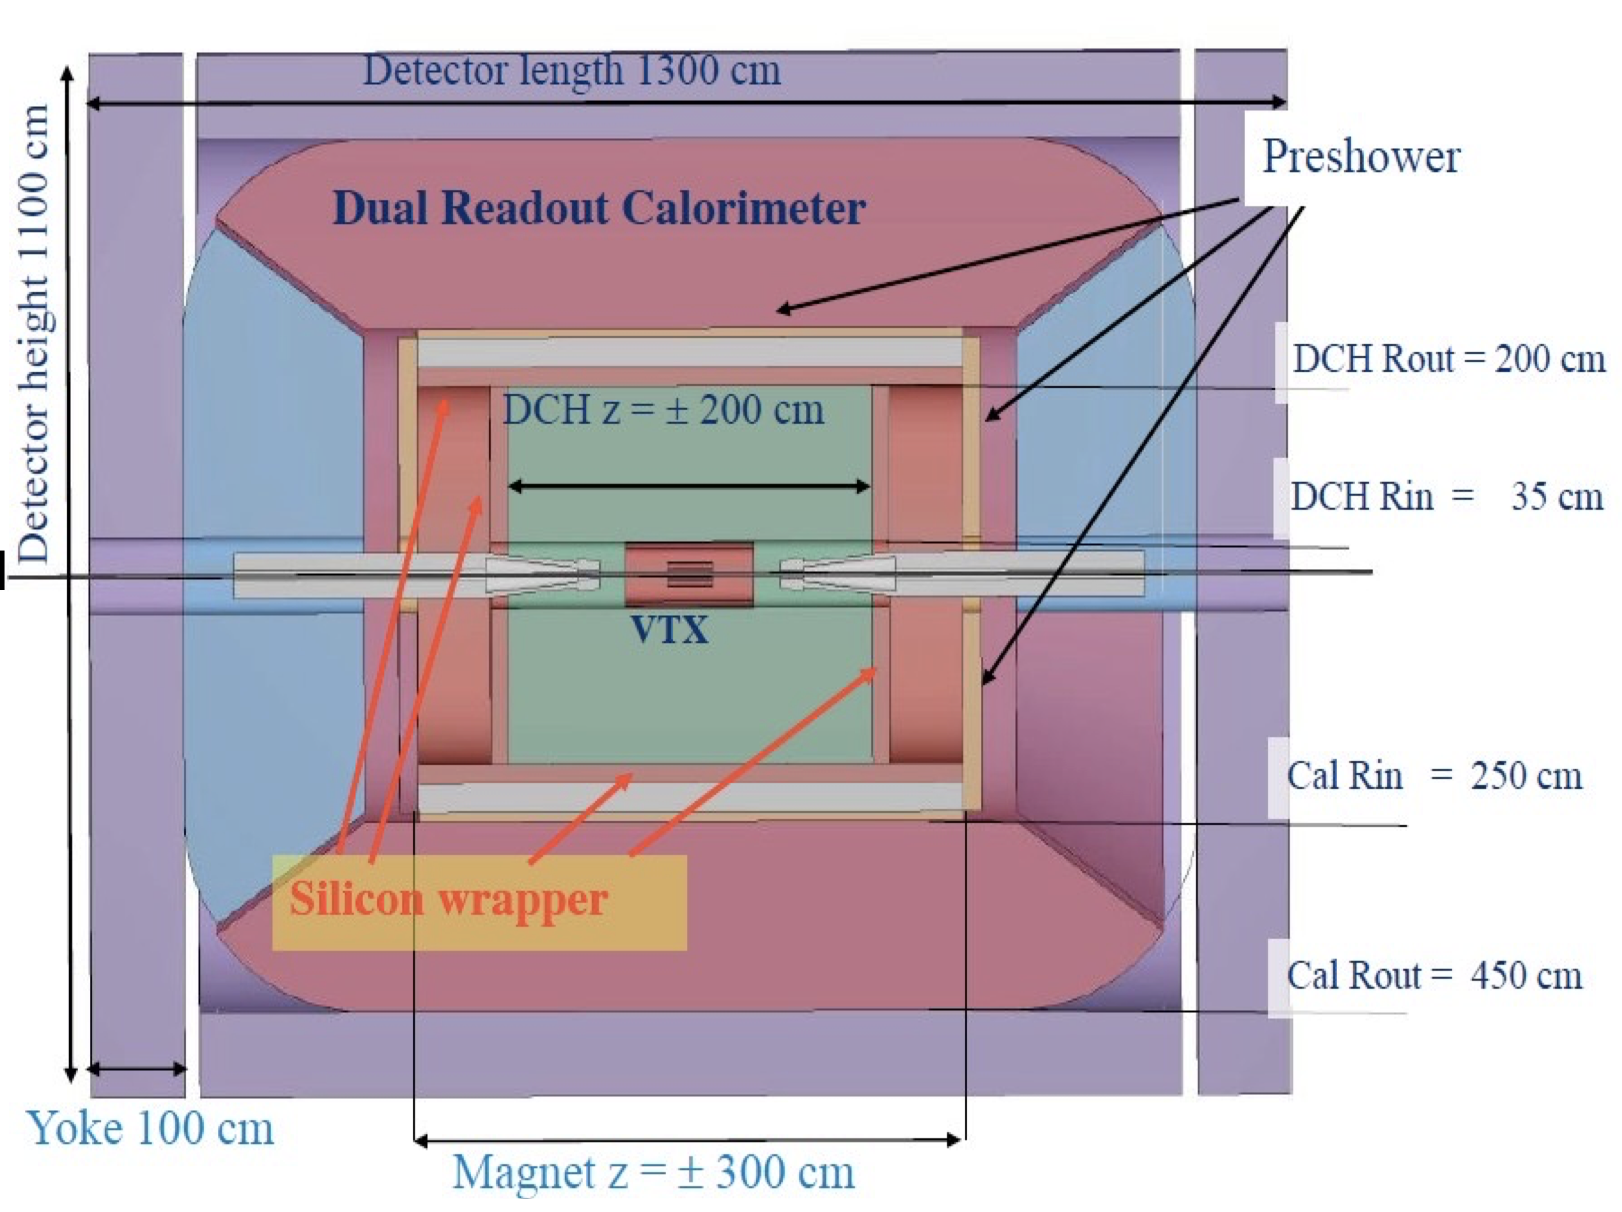 Detector length 1300 cm
Detector height 1100 cm
Preshower
Dual Readout Calorimeter
DCH Rout = 200 cm
DCH z = ± 200 cm
DCH Rin = 35 cm
VTX
Cal Rin = 250 cm
Silicon wrapper
Cal Rout = 450 cm
Yoke 100 cm
Magnet z = ± 300 cm